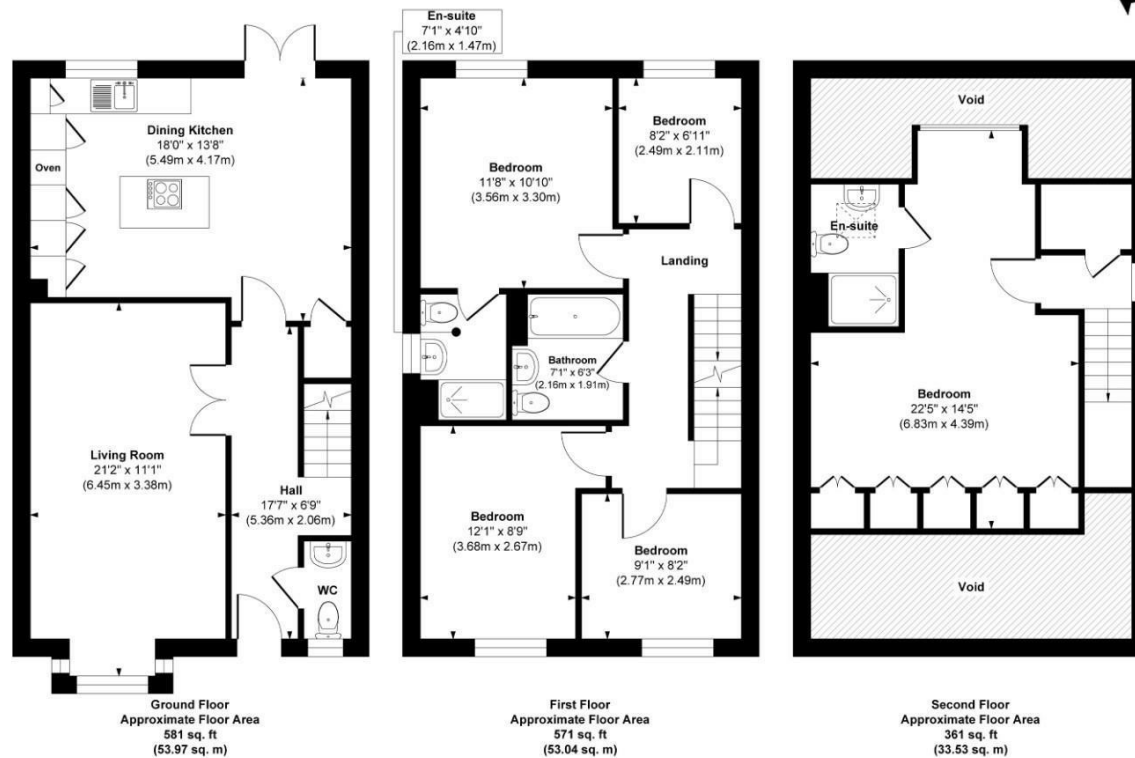 En-suite
7'1" x 4'10"
(2.16m x 1.47m)
Dining Kitchen
18'0" x 13'8"
(5.49m x 4.17m)
Oven
Living Room
21'2" x 11'1"
(6.45m x 3.38m)
Hall
17'7" x 6'9"
(5.36m x 2.06m)
WC
Ground Floor
Approximate Floor Area
581 sq. ft
(53.97 sq. m)
Bedroom
11'8" x 10'10"
(3.56m x 3.30m)
Bedroom
8'2" x 6'11"
(2.49m x 2.11m)
Landing
Bathroom
7'1" x 6'3"
(2.16m x 1.91m)
Bedroom
12'1" x 8'9"
(3.68m x 2.67m)
Bedroom
9'1" x 8'2"
(2.77m x 2.49m)
First Floor
Approximate Floor Area
571 sq. ft
(53.04 sq. m)
Void
En-suite
Bedroom
22'5" x 14'5"
(6.83m x 4.39m)
Void
Second Floor
Approximate Floor Area
361 sq. ft
(33.53 sq. m)